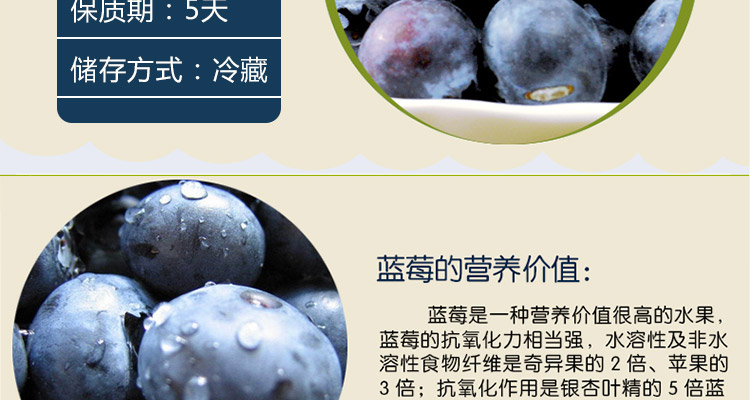 保质期：5天
储存方式：冷藏
蓝莓的营养价值：
蓝莓是一种营养价值很高的水果，
蓝莓的抗氧化力相当强，水溶性及非水
溶性食物纤维是奇异果的2倍、苹果的
3倍；抗氧化作用是银杏叶精的5倍蓝